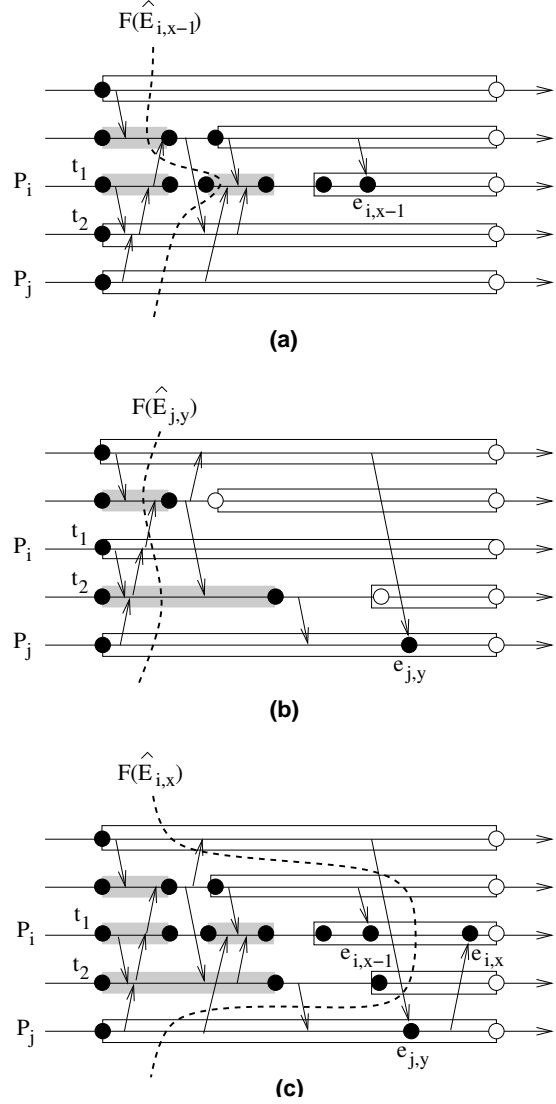 F(Ê_{i,x−1})
t_1
P_i
e_{i,x−1}
t_2
P_j
(a)
F(Ê_{j,y})
t_1
P_i
t_2
P_j
e_{j,y}
(b)
F(Ê_{i,x})
t_1
P_i
e_{i,x−1} e_{i,x}
t_2
P_j
e_{j,y}
(c)